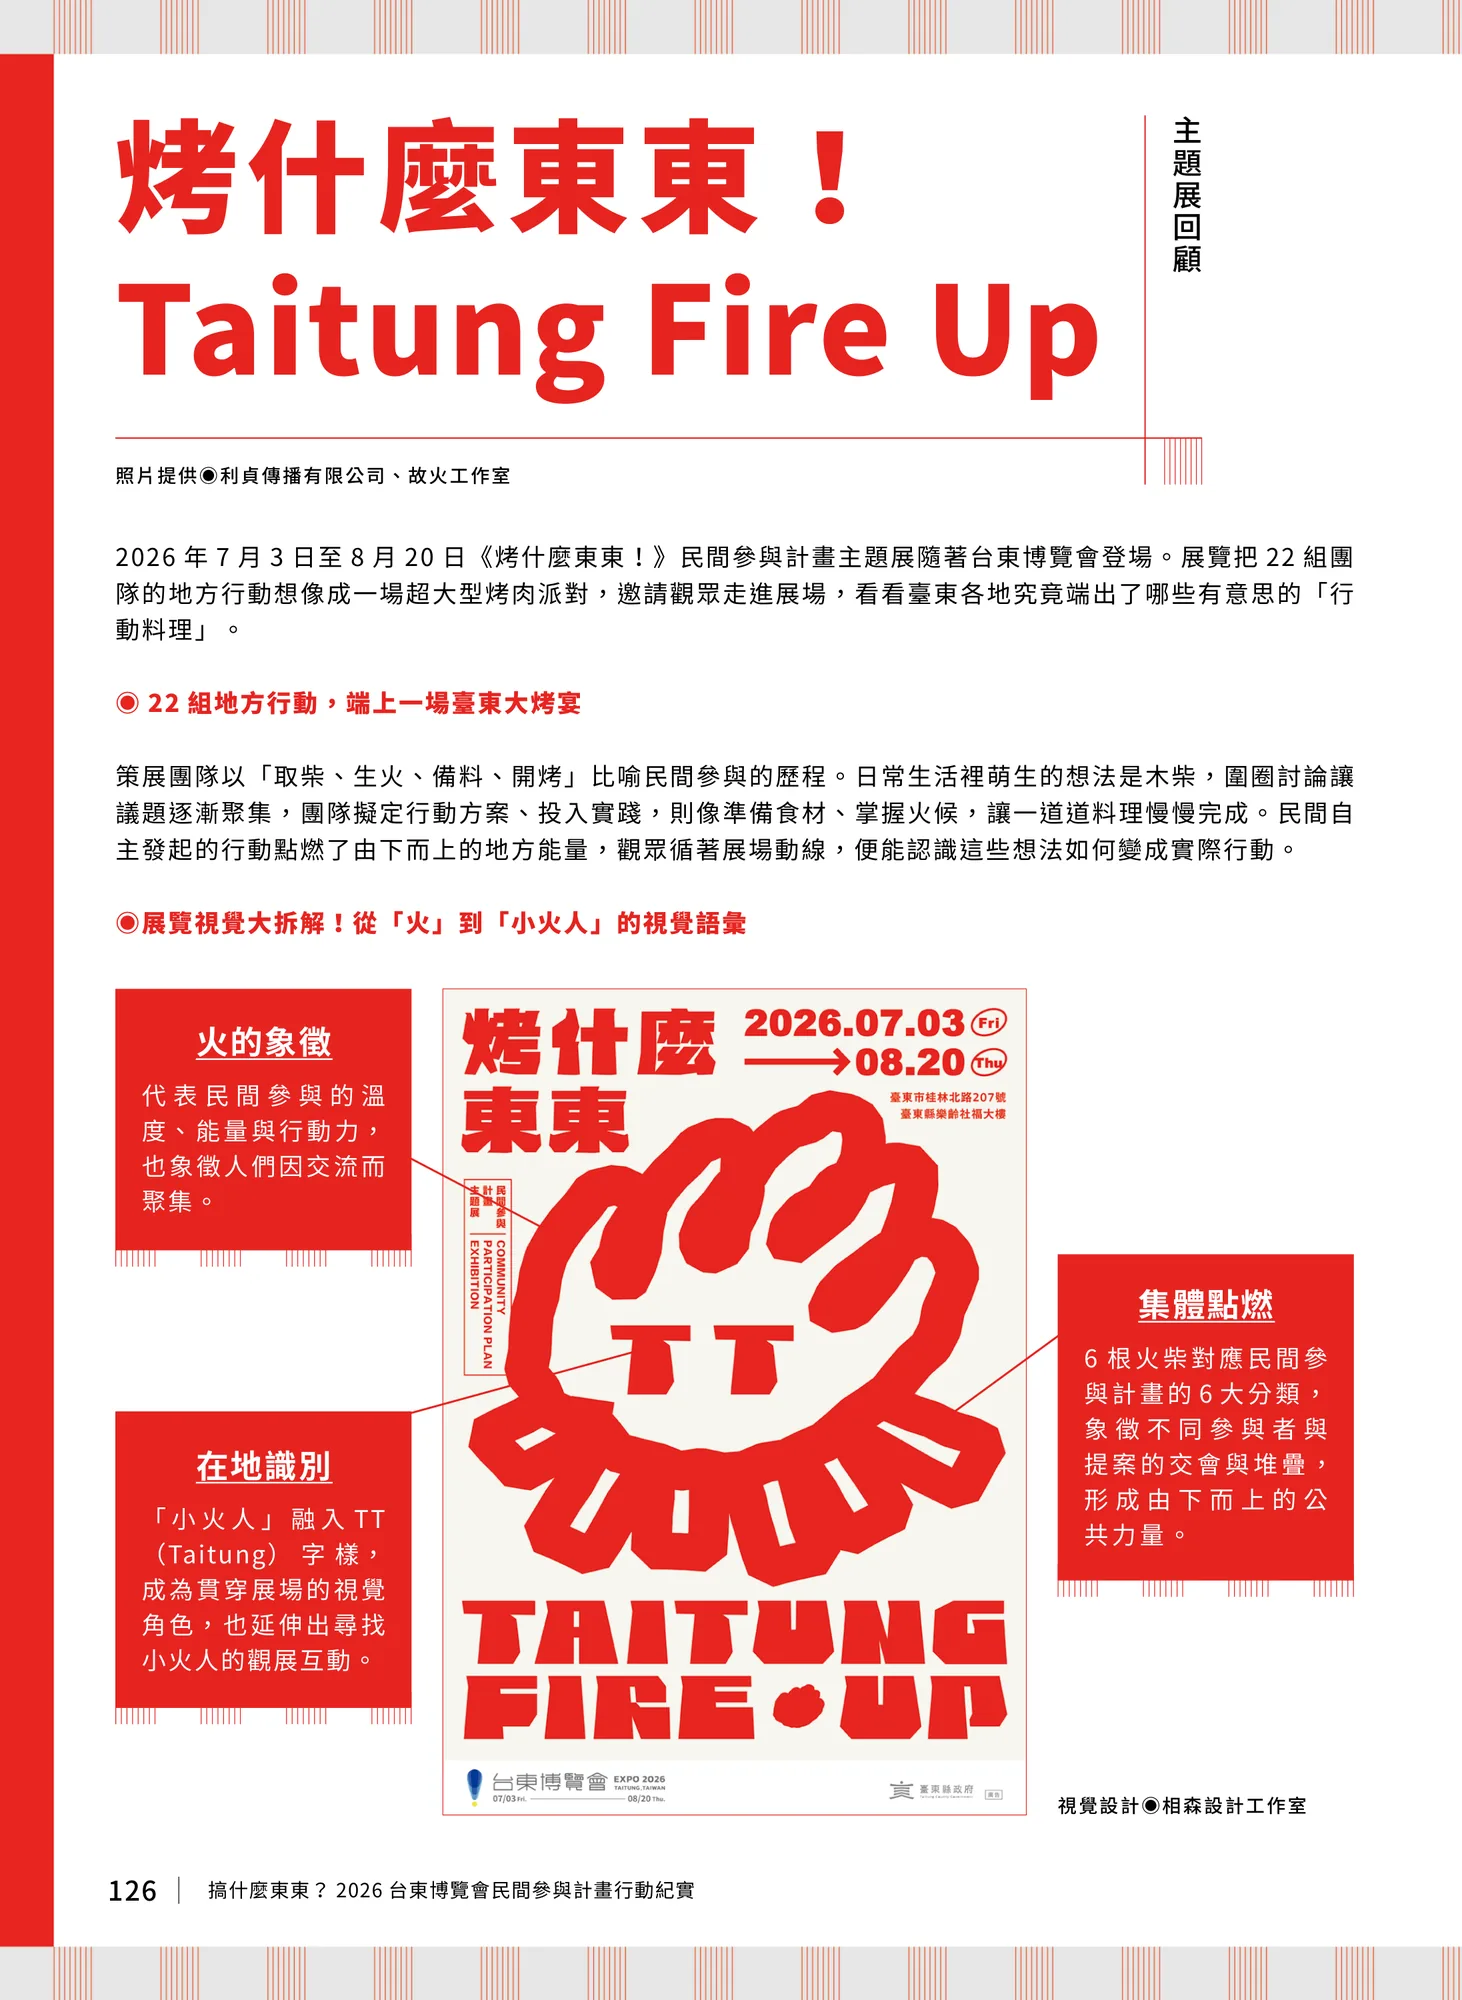 烤什麼東東！
Taitung Fire Up
主題展回顧
照片提供◉利貞傳播有限公司、故火工作室
2026 年 7 月 3 日至 8 月 20 日《烤什麼東東！》民間參與計畫主題展隨著台東博覽會登場。展覽把 22 組團
隊的地方行動想像成一場超大型烤肉派對，邀請觀眾走進展場，看看臺東各地究竟端出了哪些有意思的「行
動料理」。
◉ 22 組地方行動，端上一場臺東大烤宴
策展團隊以「取柴、生火、備料、開烤」比喻民間參與的歷程。日常生活裡萌生的想法是木柴，圍圈討論讓
議題逐漸聚集，團隊擬定行動方案、投入實踐，則像準備食材、掌握火候，讓一道道料理慢慢完成。民間自
主發起的行動點燃了由下而上的地方能量，觀眾循著展場動線，便能認識這些想法如何變成實際行動。
◉展覽視覺大拆解！從「火」到「小火人」的視覺語彙
火的象徵
代表民間參與的溫
度、能量與行動力，
也象徵人們因交流而
聚集。
在地識別
「小火人」融入 TT
（Taitung）字樣，
成為貫穿展場的視覺
角色，也延伸出尋找
小火人的觀展互動。
烤什麼
東東
2026.07.03 Fri
→08.20 Thu
臺東市桂林北路207號
臺東縣樂齡社福大樓
民間參與
計畫
主題展
COMMUNITY
PARTICIPATION PLAN
EXHIBITION
TT
TAITUNG
FIRE UP
台東博覽會 EXPO 2026
TAITUNG, TAIWAN
07/03 Fri. 08/20 Thu.
臺東縣政府
廣告
集體點燃
6 根火柴對應民間參
與計畫的 6 大分類，
象徵不同參與者與
提案的交會與堆疊，
形成由下而上的公
共力量。
視覺設計◉相森設計工作室
126
搞什麼東東？ 2026 台東博覽會民間參與計畫行動紀實